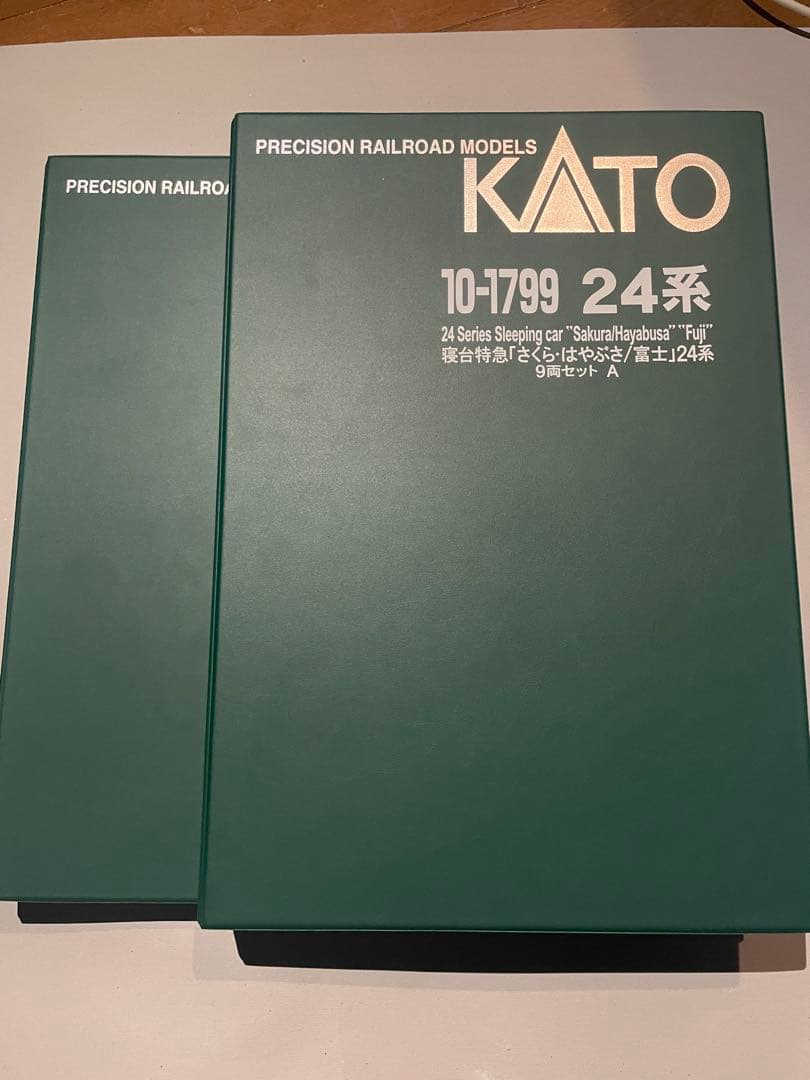 PRECISION RAILROAD MODELS
KATO
10-1799 24系
24 Series Sleeping car "Sakura/Hayabusa" "Fuji"
寝台特急「さくら・はやぶさ/富士」24系
9両セット A
PRECISION